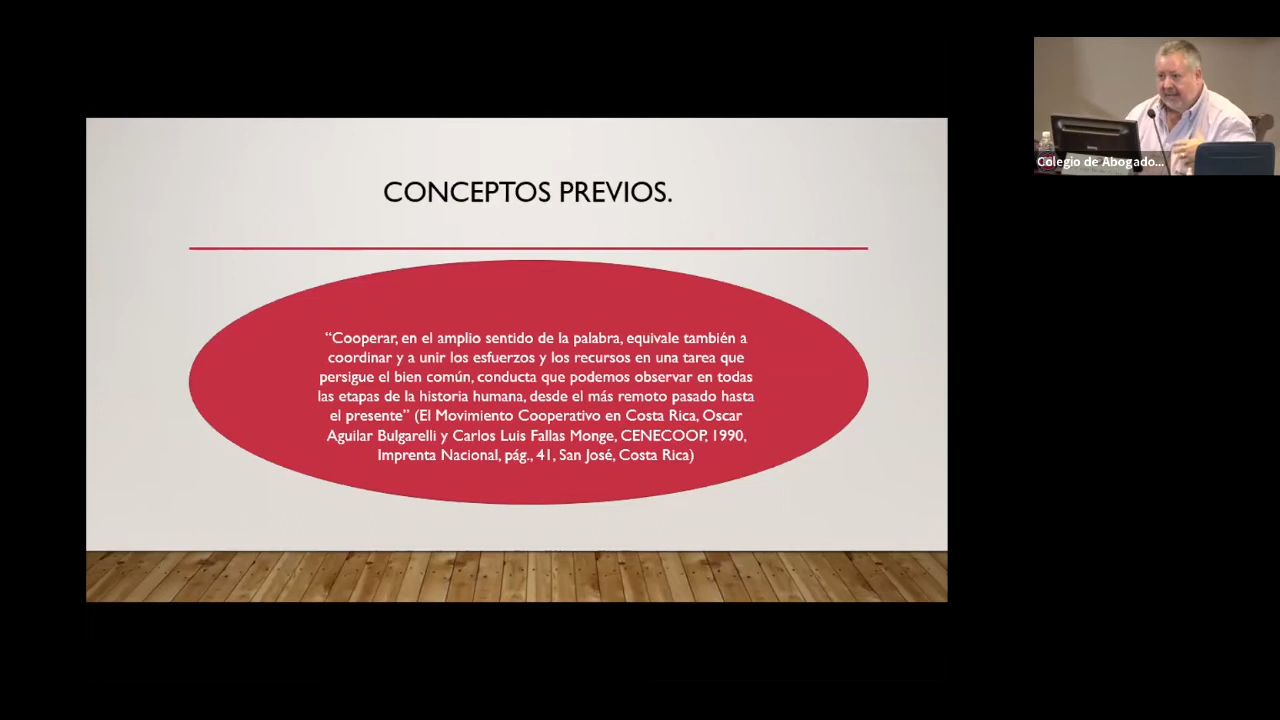 CONCEPTOS PREVIOS.
“Cooperar, en el amplio sentido de la palabra, equivale también a
coordinar y a unir los esfuerzos y los recursos en una tarea que
persigue el bien común, conducta que podemos observar en todas
las etapas de la historia humana, desde el más remoto pasado hasta
el presente” (El Movimiento Cooperativo en Costa Rica, Oscar
Aguilar Bulgarelli y Carlos Luis Fallas Monge, CENECOOP, 1990,
Imprenta Nacional, pág., 41, San José, Costa Rica)
Colegio de Abogado...